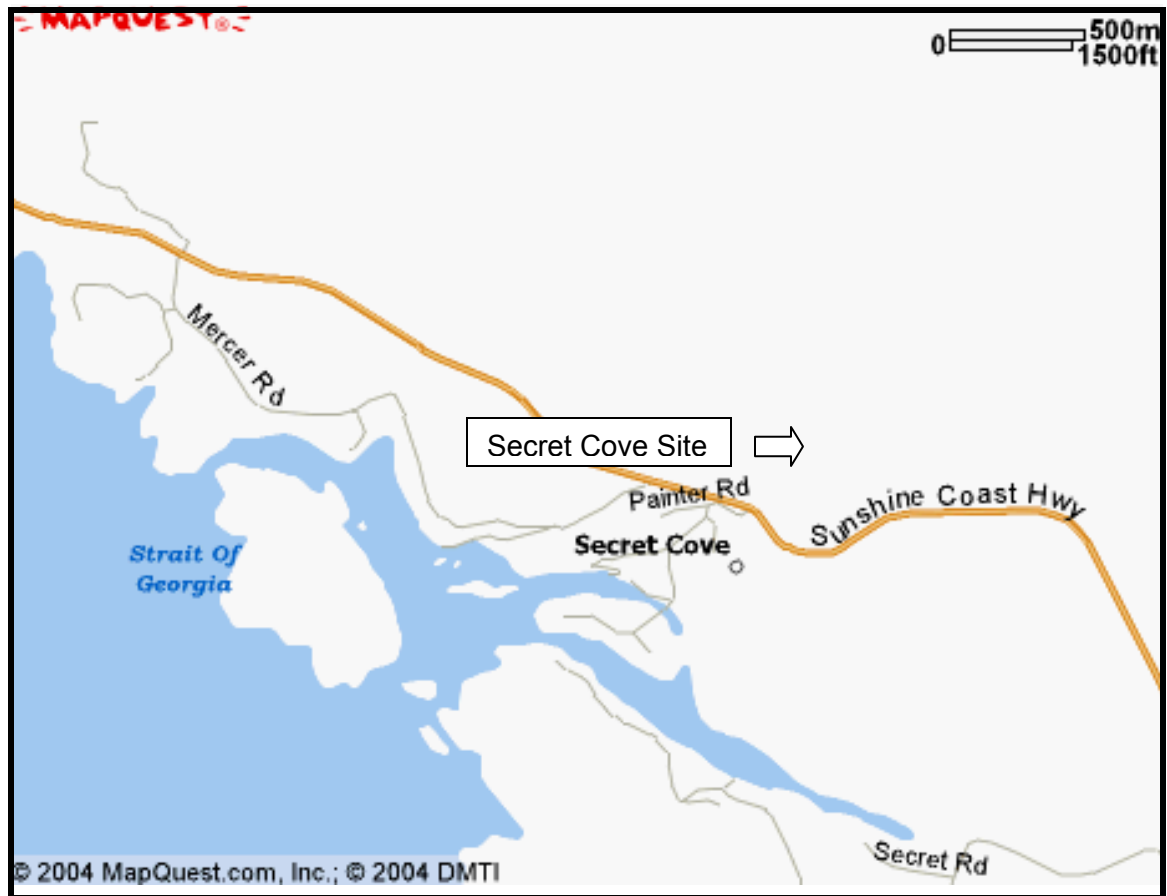 MAPQUEST®
0
500m
1500ft
Mercer Rd
Secret Cove Site
Painter Rd
Sunshine Coast Hwy
Secret Cove
Strait Of
Georgia
Secret Rd
© 2004 MapQuest.com, Inc.; © 2004 DMTI